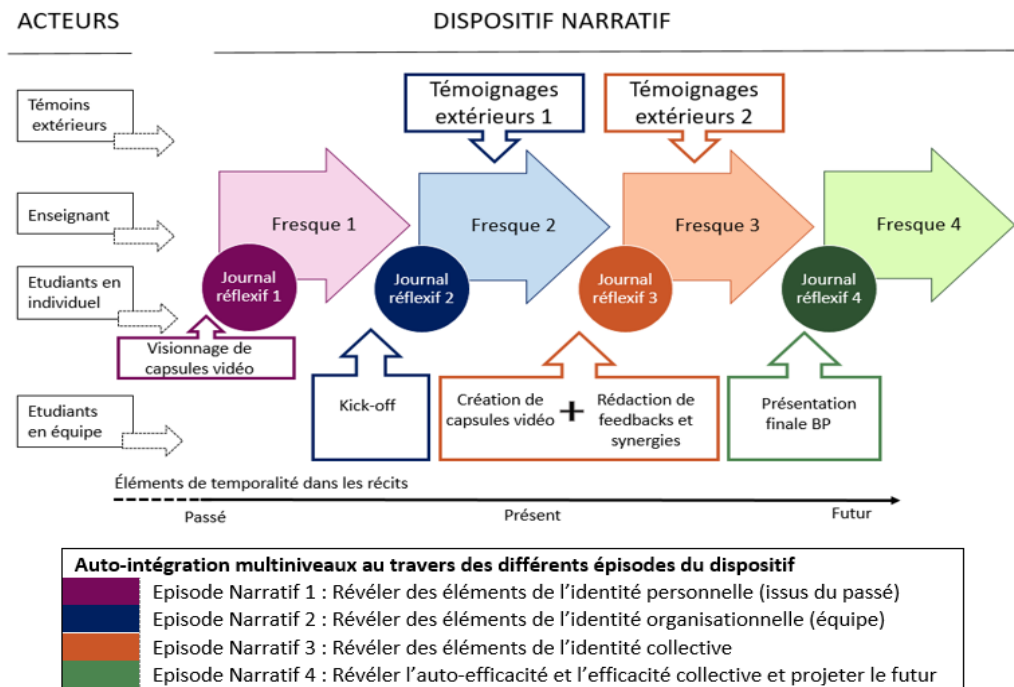 ACTEURS
DISPOSITIF NARRATIF
Témoins
extérieurs
Témoignages
extérieurs 1
Témoignages
extérieurs 2
Enseignant
Fresque 1
Fresque 2
Fresque 3
Fresque 4
Etudiants en
individuel
Journal
réflexif 1
Journal
réflexif 2
Journal
réflexif 3
Journal
réflexif 4
Visionnage de
capsules vidéo
Etudiants
en équipe
Kick-off
Création de
capsules vidéo
+
Rédaction de
feedbacks et
synergies
Présentation
finale BP
Éléments de temporalité dans les récits
Passé
Présent
Futur
Auto-intégration multiniveaux au travers des différents épisodes du dispositif
Episode Narratif 1 : Révéler des éléments de l'identité personnelle (issus du passé)
Episode Narratif 2 : Révéler des éléments de l'identité organisationnelle (équipe)
Episode Narratif 3 : Révéler des éléments de l'identité collective
Episode Narratif 4 : Révéler l'auto-efficacité et l'efficacité collective et projeter le futur